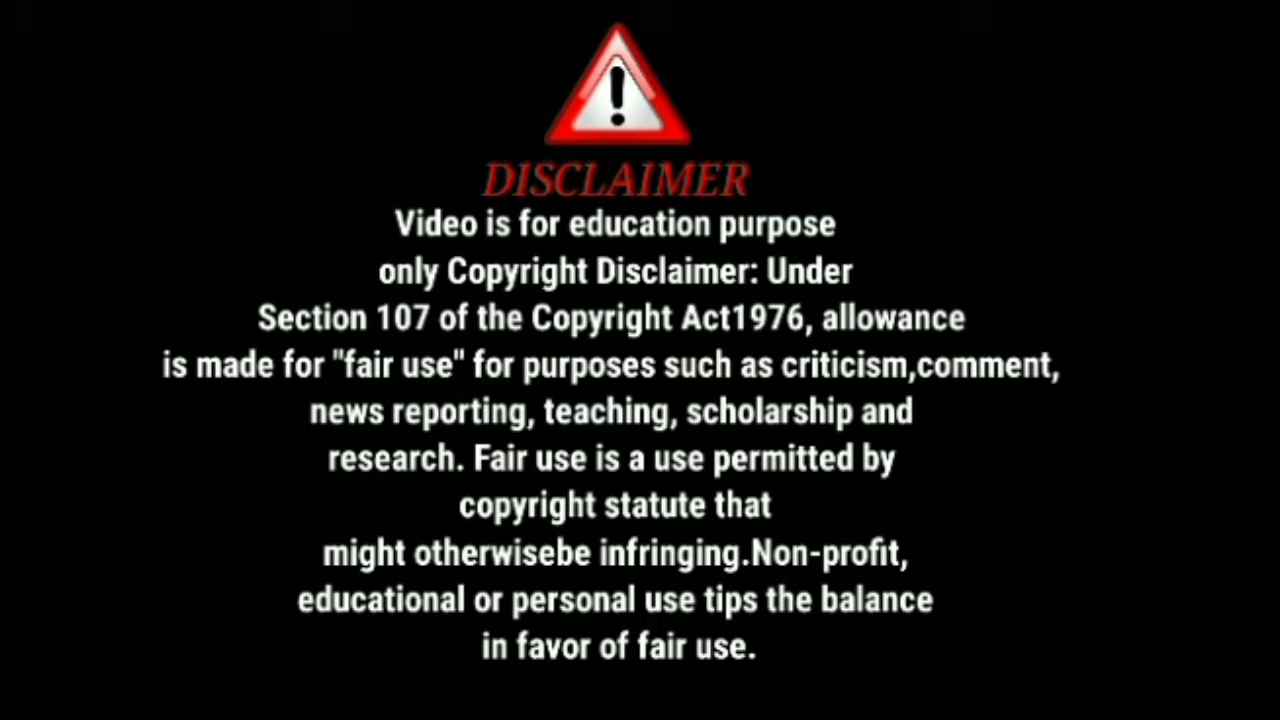 DISCLAIMER
Video is for education purpose
only Copyright Disclaimer: Under
Section 107 of the Copyright Act1976, allowance
is made for "fair use" for purposes such as criticism,comment,
news reporting, teaching, scholarship and
research. Fair use is a use permitted by
copyright statute that
might otherwisebe infringing.Non-profit,
educational or personal use tips the balance
in favor of fair use.